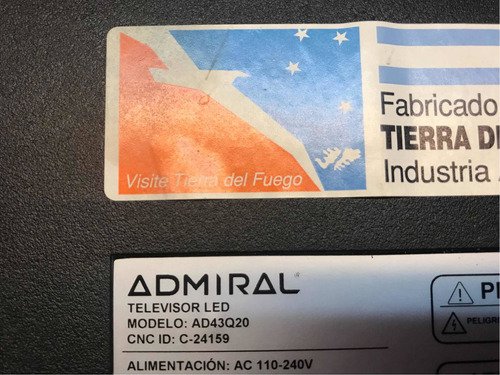 Visite Tierra del Fuego
Fabricado
TIERRA D
Industria
ADMIRAL
TELEVISOR LED
MODELO: AD43Q20
CNC ID: C-24159
ALIMENTACIÓN: AC 110-240V
PELIGR